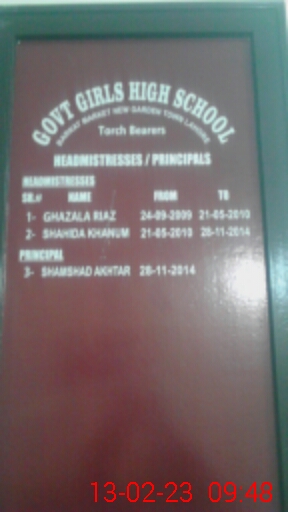 GOVT GIRLS HIGH SCHOOL
BARKAT MARKET NEW GARDEN TOWN LAHORE
Torch Bearers
HEADMISTRESSES / PRINCIPALS
HEADMISTRESSES
SR.# NAME FROM TO
1- GHAZALA RIAZ 24-09-2009 21-05-2010
2- SHAHIDA KHANUM 21-05-2010 28-11-2014
PRINCIPAL
3- SHAMSHAD AKHTAR 28-11-2014
13-02-23 09:48